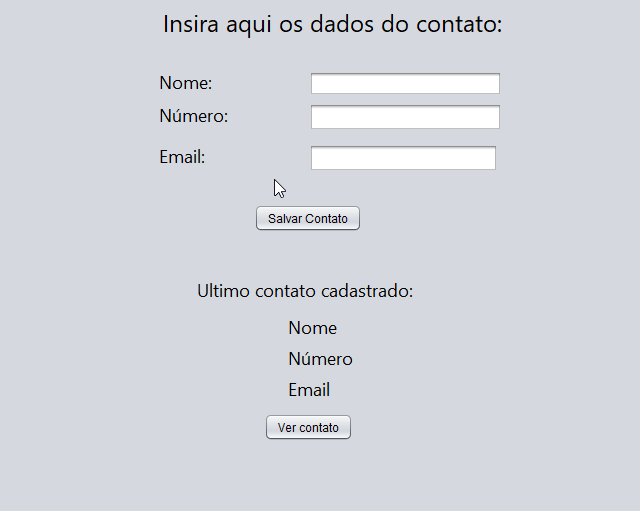 Insira aqui os dados do contato:
Nome:
Número:
Email:
Salvar Contato
Ultimo contato cadastrado:
Nome
Número
Email
Ver contato